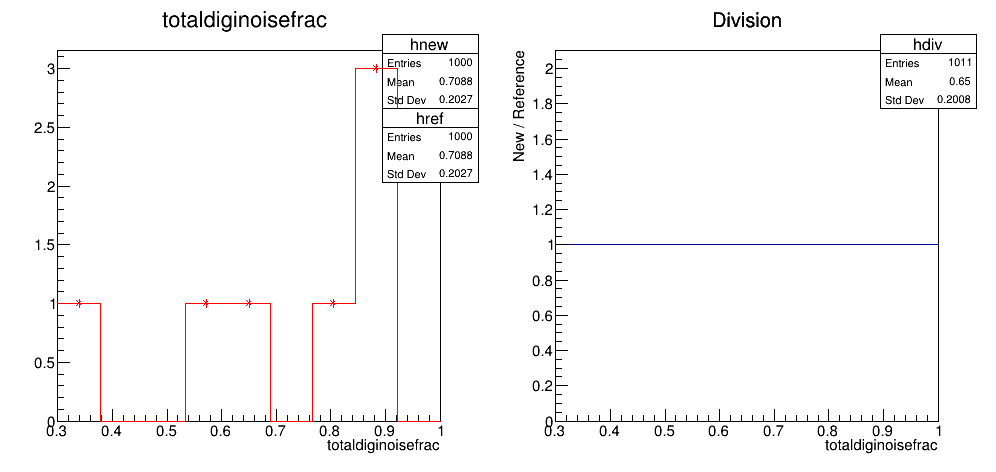 totaldiginoisefrac
hnew
Entries 1000
Mean 0.7088
Std Dev 0.2027
href
Entries 1000
Mean 0.7088
Std Dev 0.2027
3
2.5
2
1.5
1
0.5
0
0.3 0.4 0.5 0.6 0.7 0.8 0.9 1
totaldiginoisefrac
Division
hdiv
Entries 1011
Mean 0.65
Std Dev 0.2008
New / Reference
2
1.8
1.6
1.4
1.2
1
0.8
0.6
0.4
0.2
0
0.3 0.4 0.5 0.6 0.7 0.8 0.9 1
totaldiginoisefrac